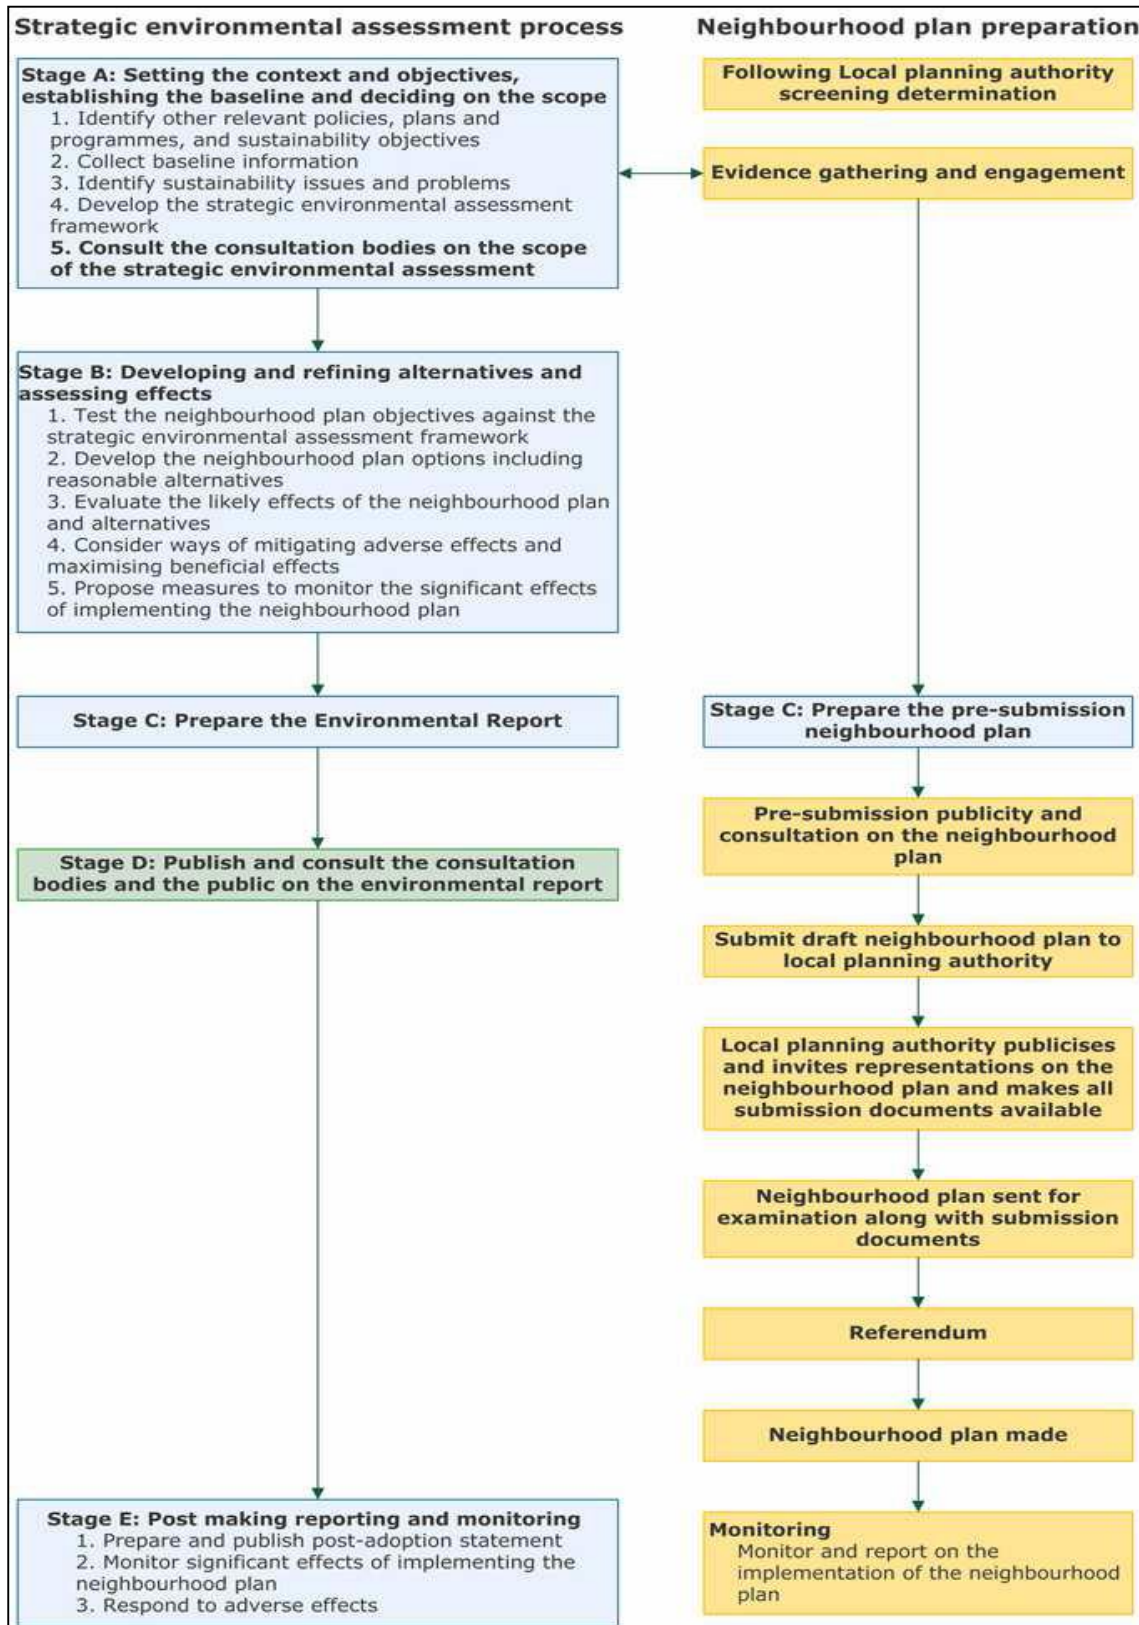 Strategic environmental assessment process
Stage A: Setting the context and objectives,
establishing the baseline and deciding on the scope
1. Identify other relevant policies, plans and
programmes, and sustainability objectives
2. Collect baseline information
3. Identify sustainability issues and problems
4. Develop the strategic environmental assessment
framework
5. Consult the consultation bodies on the scope
of the strategic environmental assessment
Stage B: Developing and refining alternatives and
assessing effects
1. Test the neighbourhood plan objectives against the
strategic environmental assessment framework
2. Develop the neighbourhood plan options including
reasonable alternatives
3. Evaluate the likely effects of the neighbourhood plan
and alternatives
4. Consider ways of mitigating adverse effects and
maximising beneficial effects
5. Propose measures to monitor the significant effects
of implementing the neighbourhood plan
Stage C: Prepare the Environmental Report
Stage D: Publish and consult the consultation
bodies and the public on the environmental report
Stage E: Post making reporting and monitoring
1. Prepare and publish post-adoption statement
2. Monitor significant effects of implementing the
neighbourhood plan
3. Respond to adverse effects
Neighbourhood plan preparation
Following Local planning authority
screening determination
Evidence gathering and engagement
Stage C: Prepare the pre-submission
neighbourhood plan
Pre-submission publicity and
consultation on the neighbourhood
plan
Submit draft neighbourhood plan to
local planning authority
Local planning authority publicises
and invites representations on the
neighbourhood plan and makes all
submission documents available
Neighbourhood plan sent for
examination along with submission
documents
Referendum
Neighbourhood plan made
Monitoring
Monitor and report on the
implementation of the neighbourhood
plan